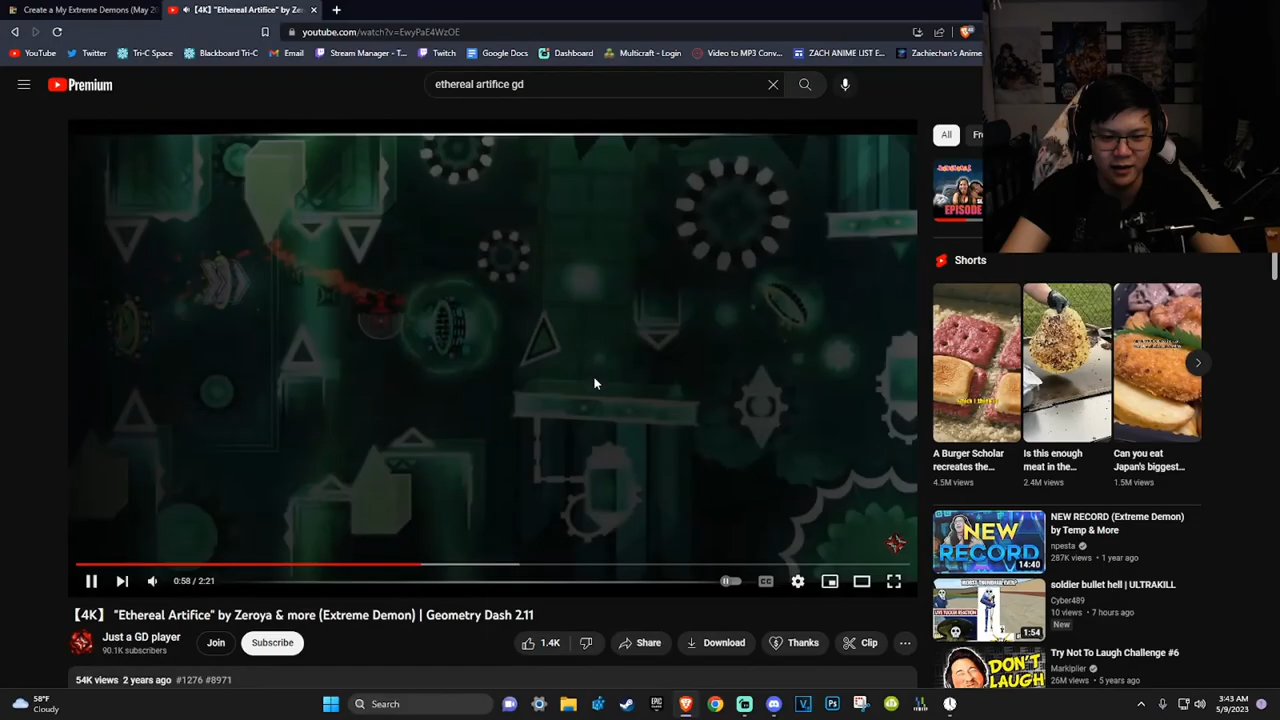 Create a My Extreme Demons (May 20
【4K】 "Ethereal Artifice" by Ze
youtube.com/watch?v=EwyPaE4WzOE
YouTube
Twitter
Tri-C Space
Blackboard Tri-C
Email
Stream Manager - T...
Twitch
Google Docs
Dashboard
Multicraft - Login
Video to MP3 Conv...
ZACH ANIME LIST E...
Zachiechan's Anime
Premium
ethereal artifice gd
All
EPISODE
Shorts
A Burger Scholar
recreates the...
4.5M views
Is this enough
meat in the...
2.4M views
Can you eat
Japan's biggest...
1.5M views
NEW
RECORD
14:40
NEW RECORD (Extreme Demon)
by Temp & More
npesta
287K views • 1 year ago
1:54
soldier bullet hell | ULTRAKILL
Cyber489
10 views • 7 hours ago
New
DON'T
LAUGH
Try Not To Laugh Challenge #6
Markiplier
26M views • 5 years ago
0:58 / 2:21
【4K】 "Ethereal Artifice" by Zeroya & more (Extreme Demon) | Geometry Dash 2.11
Just a GD player
90.1K subscribers
Join
Subscribe
1.4K
Share
Download
Thanks
Clip
54K views 2 years ago #1276 #8971
58°F
Cloudy
Search
3:43 AM
5/9/2023